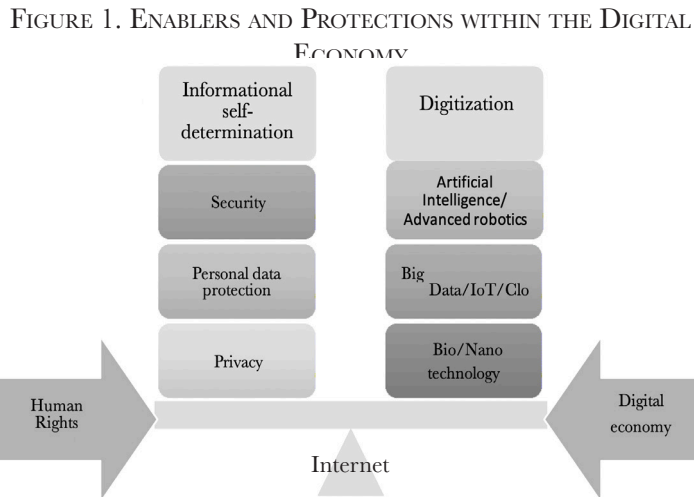 FIGURE 1. ENABLERS AND PROTECTIONS WITHIN THE DIGITAL
ECONOMY
Informational
self-
determination
Security
Personal data
protection
Privacy
Digitization
Artificial
Intelligence/
Advanced robotics
Big
Data/IoT/Clo
Bio/Nano
technology
Human
Rights
Digital
economy
Internet